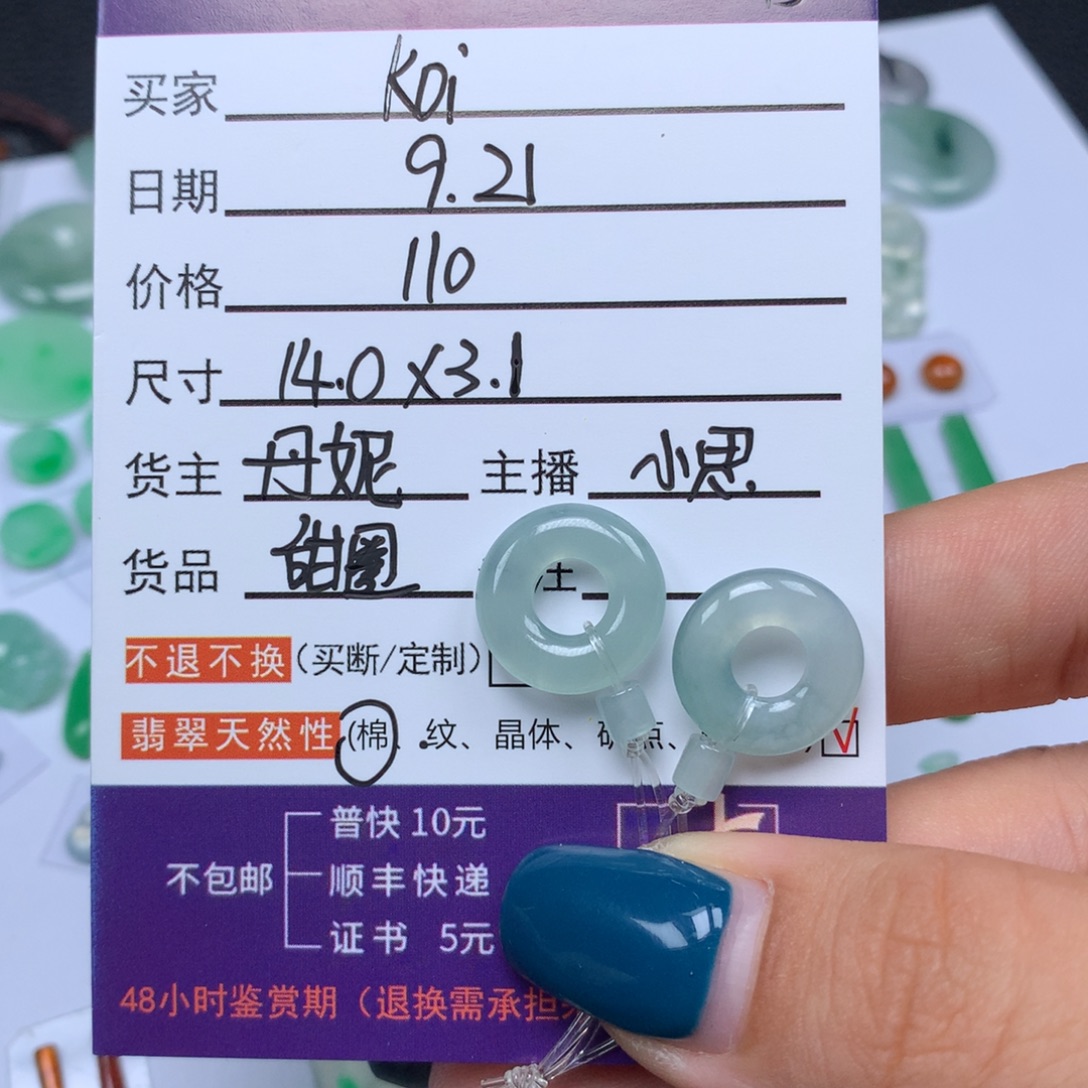 买家 Koi
日期 9.21
价格 110
尺寸 14.0 X3.1
货主 丹妮 主播 小思
货品 甜圈
不退不换(买断/定制)
翡翠天然性(棉、纹、晶体、
不包邮
普快 10元
顺丰快递
证书 5元
48小时鉴赏期(退换需承担